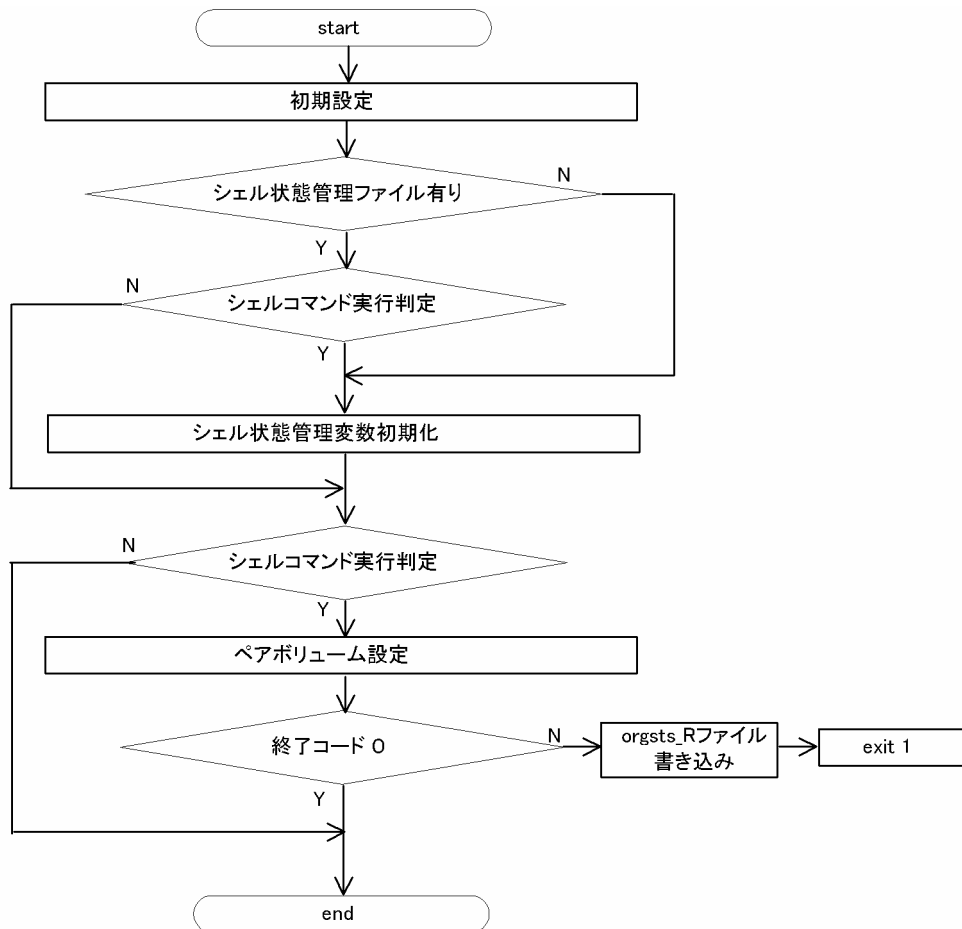 start
初期設定
シェル状態管理ファイル有り
N
Y
N
シェルコマンド実行判定
Y
シェル状態管理変数初期化
N
シェルコマンド実行判定
Y
ペアボリューム設定
終了コード 0
N
orgsts_Rファイル
書き込み
exit 1
Y
end